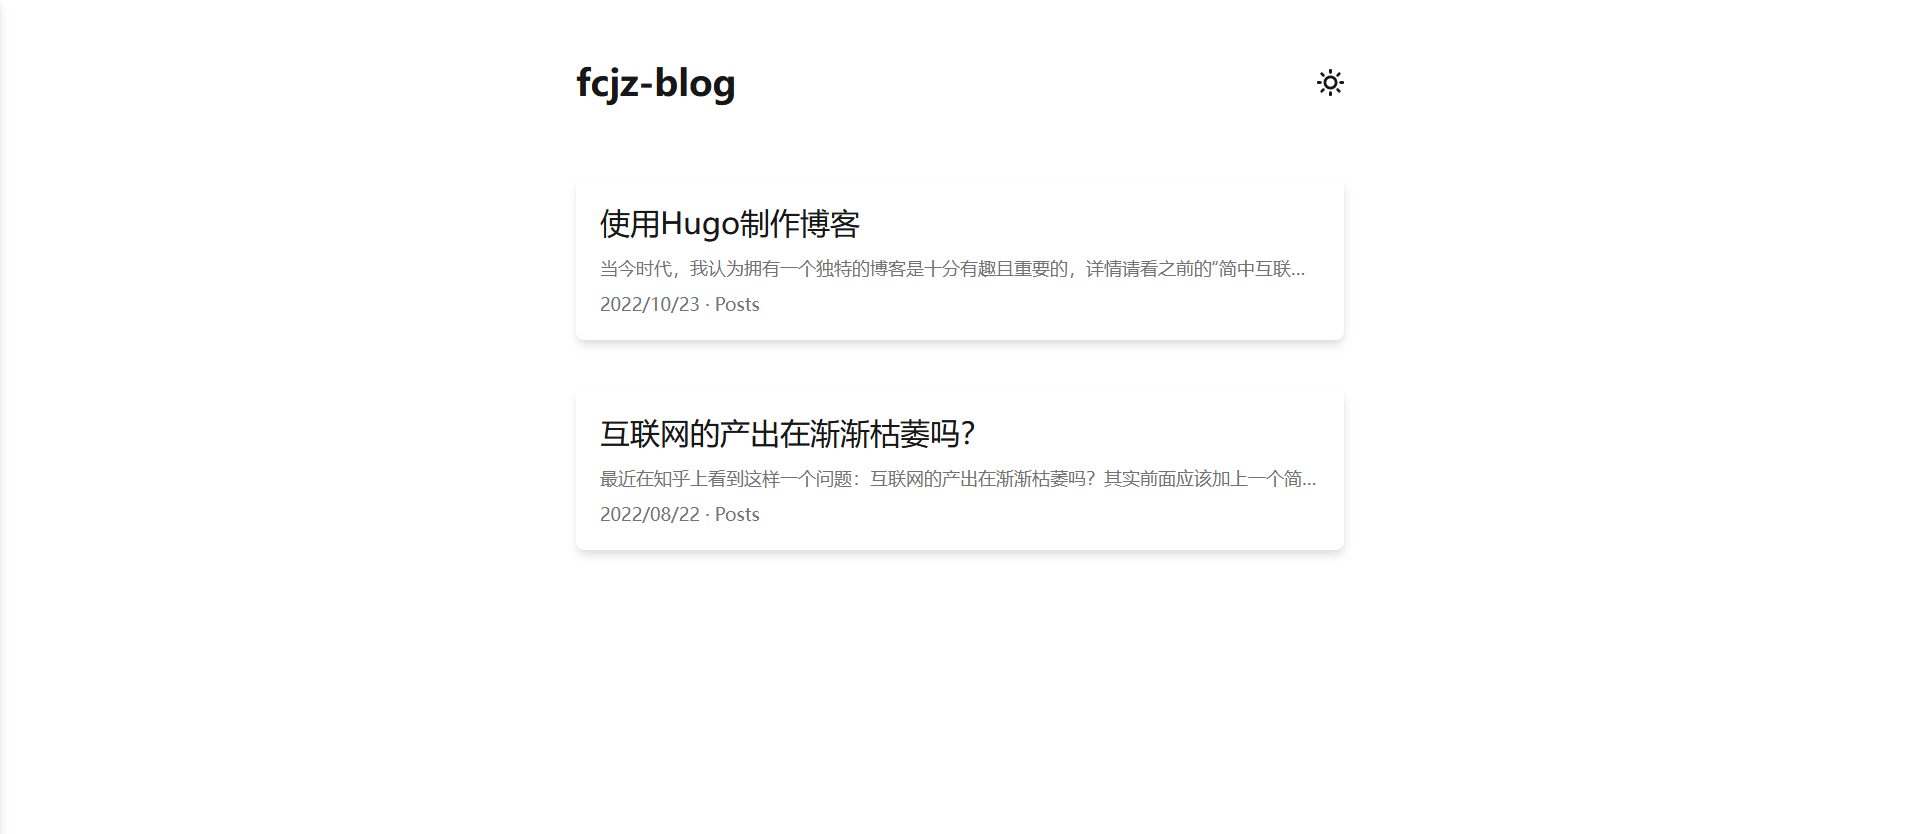 fcjz-blog
使用Hugo制作博客
当今时代，我认为拥有一个独特的博客是十分有趣且重要的，详情请看之前的“简中互联...
2022/10/23 · Posts
互联网的产出在渐渐枯萎吗？
最近在知乎上看到这样一个问题：互联网的产出在渐渐枯萎吗？其实前面应该加上一个简...
2022/08/22 · Posts